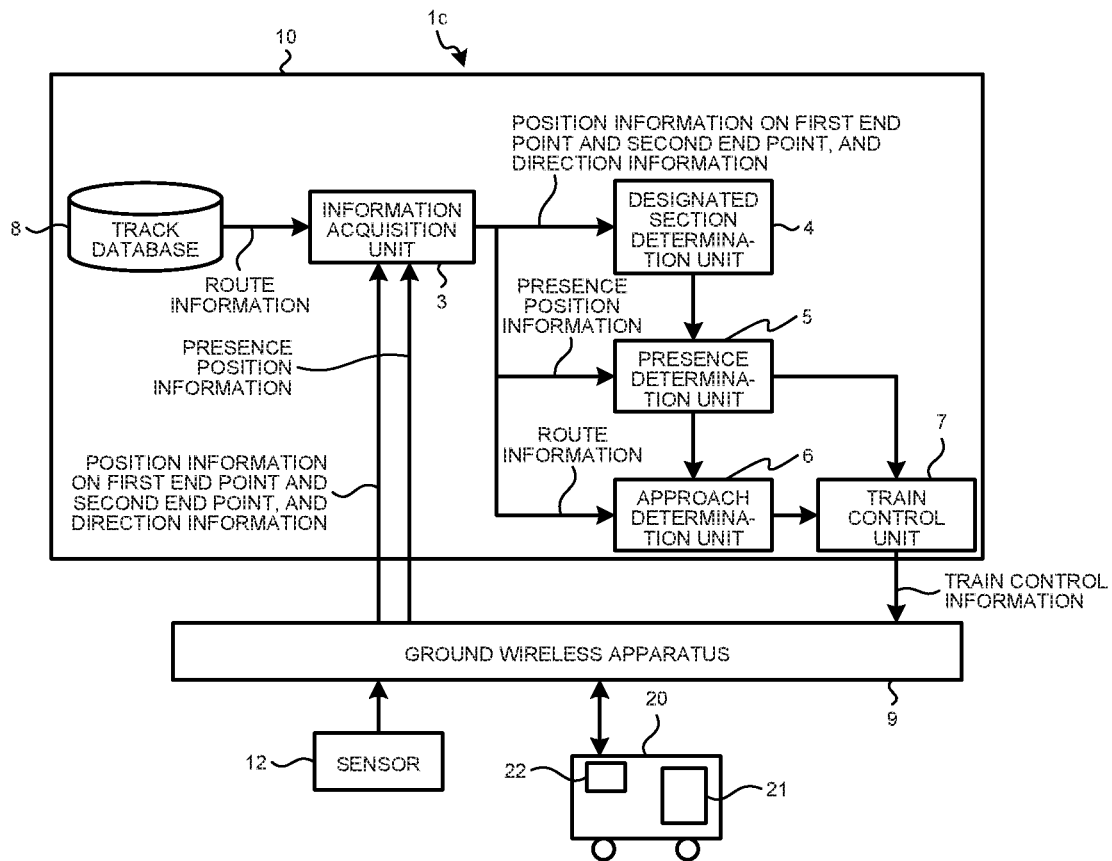 1c
10
POSITION INFORMATION ON FIRST END
POINT AND SECOND END POINT, AND
DIRECTION INFORMATION
8
TRACK
DATABASE
INFORMATION
ACQUISITION
UNIT
3
DESIGNATED
SECTION
DETERMINA-
TION UNIT
4
ROUTE
INFORMATION
PRESENCE
POSITION
INFORMATION
PRESENCE
POSITION
INFORMATION
5
PRESENCE
DETERMINA-
TION UNIT
ROUTE
INFORMATION
6
7
POSITION INFORMATION
ON FIRST END POINT AND
SECOND END POINT, AND
DIRECTION INFORMATION
APPROACH
DETERMINA-
TION UNIT
TRAIN
CONTROL
UNIT
TRAIN CONTROL
INFORMATION
GROUND WIRELESS APPARATUS
9
12
SENSOR
20
22
21